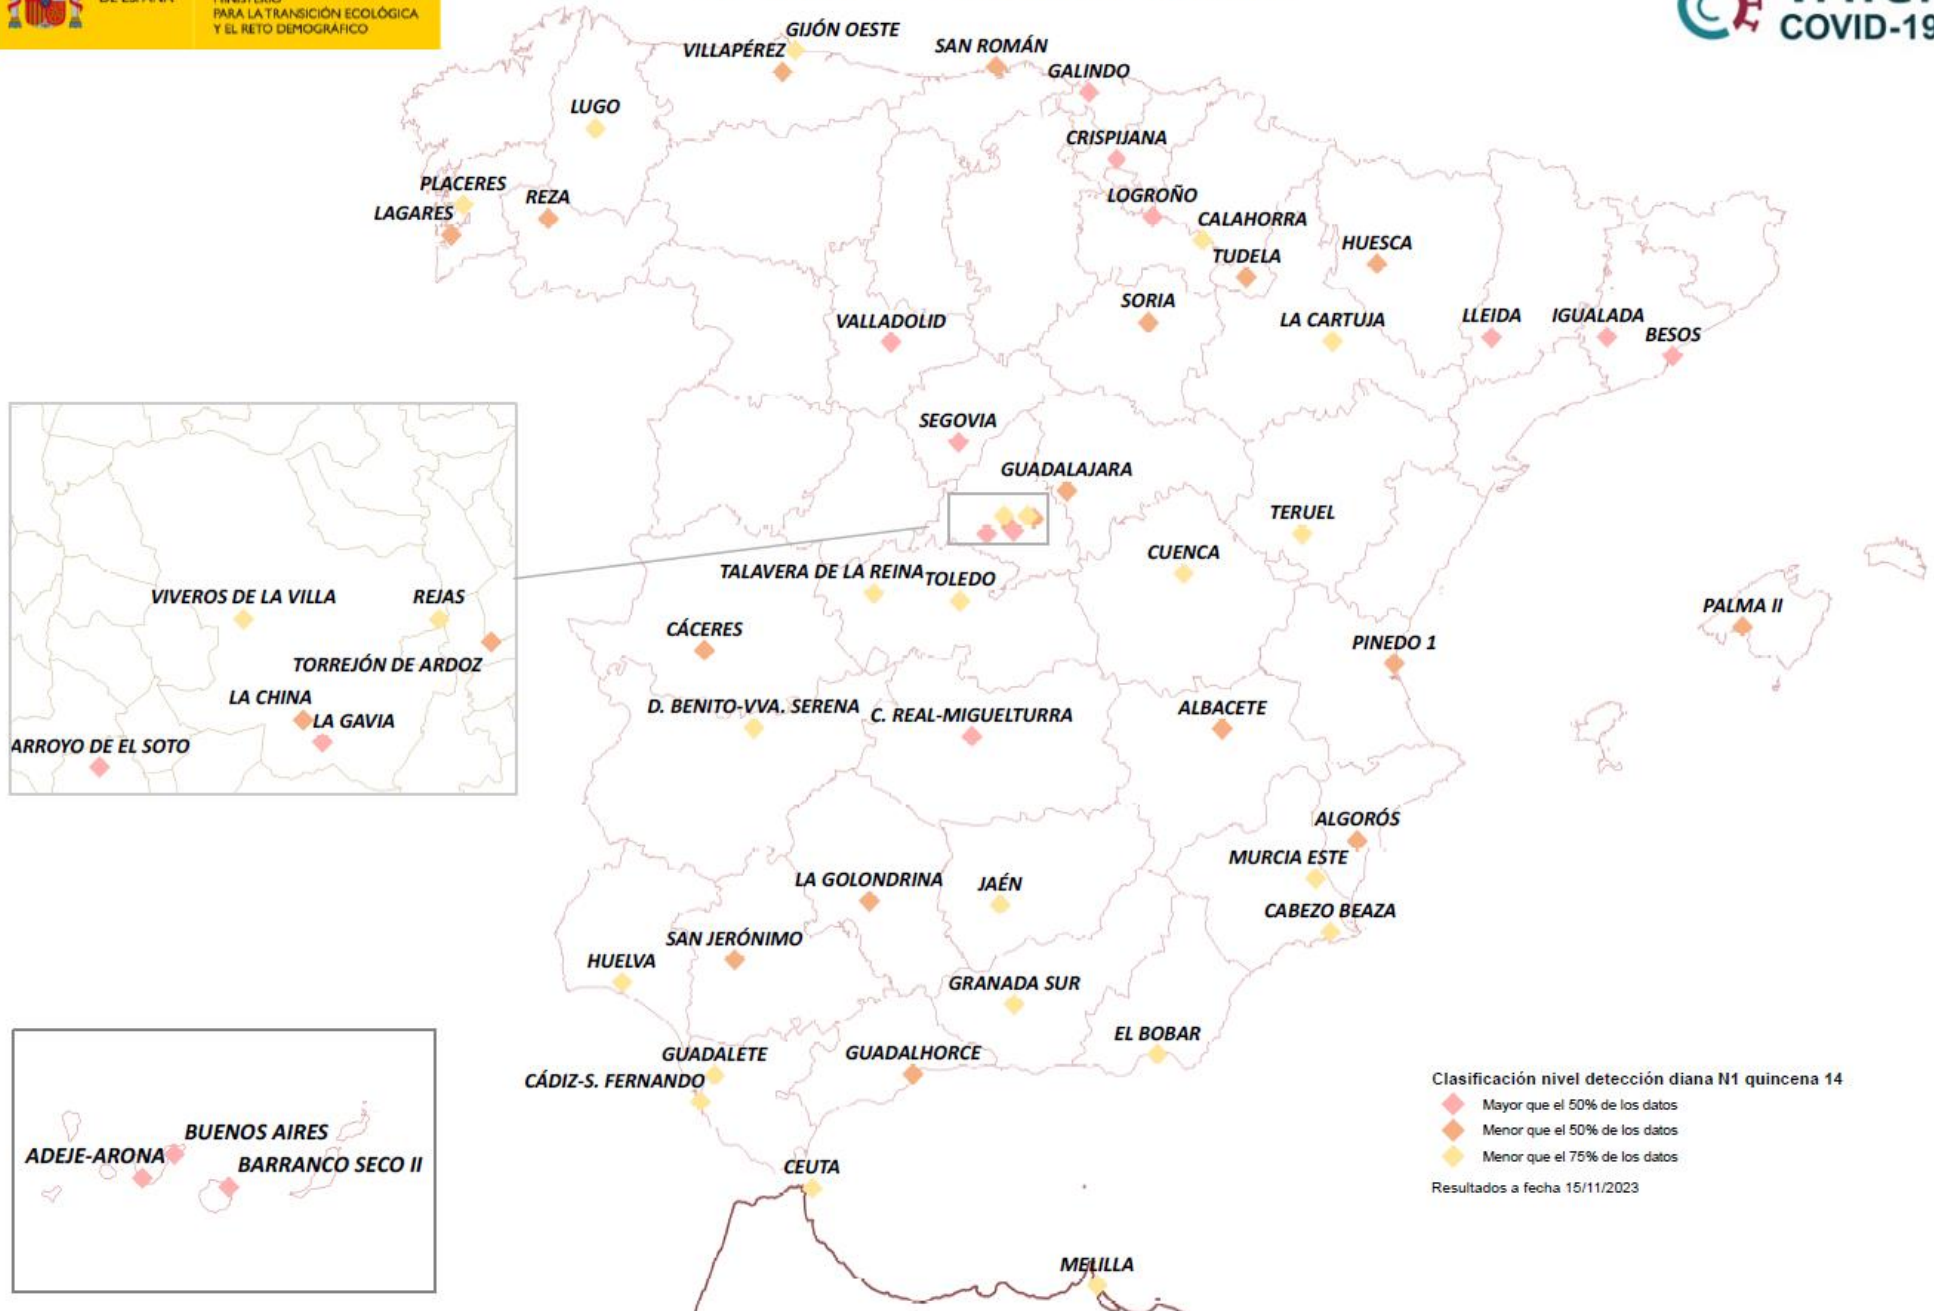 DE ESPAÑA
MINISTERIO
PARA LA TRANSICIÓN ECOLÓGICA
Y EL RETO DEMOGRÁFICO
COVID-19
GIJÓN OESTE
VILLAPÉREZ
SAN ROMÁN
GALINDO
LUGO
CRISPIJANA
PLACERES
REZA
LOGROÑO
LAGARES
CALAHORRA
HUESCA
TUDELA
SORIA
VALLADOLID
LA CARTUJA
LLEIDA
IGUALADA
BESOS
SEGOVIA
GUADALAJARA
TERUEL
CUENCA
TALAVERA DE LA REINA
TOLEDO
VIVEROS DE LA VILLA
REJAS
PALMA II
CÁCERES
PINEDO 1
TORREJÓN DE ARDOZ
LA CHINA
LA GAVIA
D. BENITO-VVA. SERENA
C. REAL-MIGUELTURRA
ALBACETE
ARROYO DE EL SOTO
ALGORÓS
MURCIA ESTE
LA GOLONDRINA
JAÉN
CABEZO BEAZA
SAN JERÓNIMO
HUELVA
GRANADA SUR
EL BOBAR
GUADALETE
GUADALHORCE
CÁDIZ-S. FERNANDO
Clasificación nivel detección diana N1 quincena 14
Mayor que el 50% de los datos
Menor que el 50% de los datos
Menor que el 75% de los datos
Resultados a fecha 15/11/2023
BUENOS AIRES
ADEJE-ARONA
BARRANCO SECO II
CEUTA
MELILLA